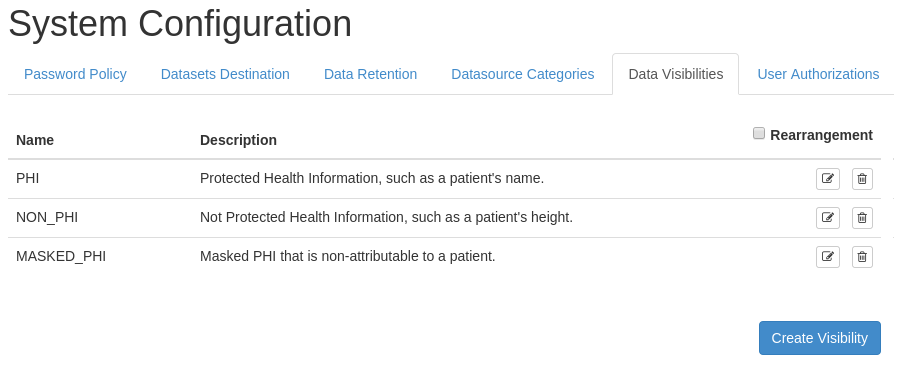 System Configuration
Password Policy Datasets Destination Data Retention Datasource Categories Data Visibilities User Authorizations
Name Description Rearrangement
PHI Protected Health Information, such as a patient's name.
NON_PHI Not Protected Health Information, such as a patient's height.
MASKED_PHI Masked PHI that is non-attributable to a patient.
Create Visibility